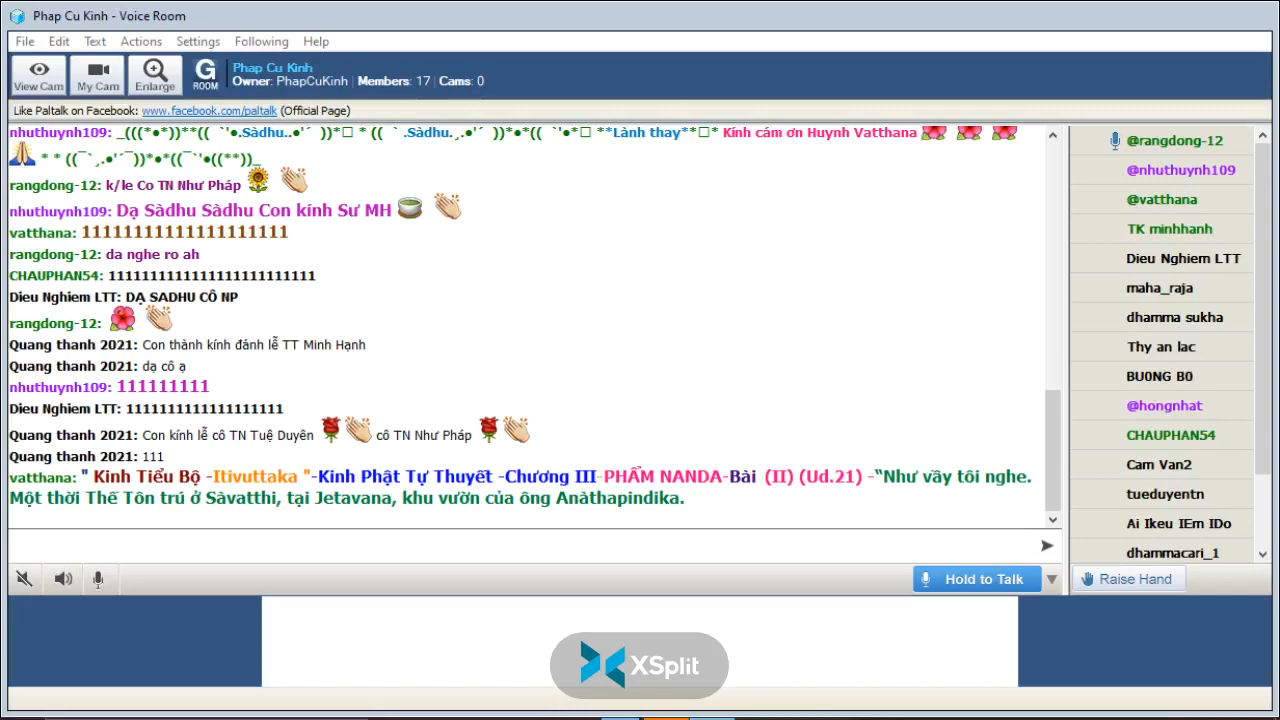 Phap Cu Kinh - Voice Room
File Edit Text Actions Settings Following Help
View Cam My Cam Enlarge G ROOM
Phap Cu Kinh
Owner: PhapCuKinh | Members: 17 | Cams: 0
Like Paltalk on Facebook: www.facebook.com/paltalk (Official Page)
nhuthuynh109: _(((*●*))**(( `'●.Sàdhu..●'´ ))*□ * (( ` .Sàdhu.¸.●'´ ))*●*(( `'●*□ **Lành thay**□* Kính cám ơn Huynh Vatthana
* * ((¯`¸.●'´¯))*●*((¯`'●((**))_
rangdong-12: k/le Co TN Như Pháp
nhuthuynh109: Dạ Sàdhu Sàdhu Con kính Sư MH
vatthana: 11111111111111111111
rangdong-12: da nghe ro ah
CHAUPHAN54: 1111111111111111111111111
Dieu Nghiem LTT: DẠ SADHU CÔ NP
rangdong-12:
Quang thanh 2021: Con thành kính đảnh lễ TT Minh Hạnh
Quang thanh 2021: dạ cô ạ
nhuthuynh109: 111111111
Dieu Nghiem LTT: 1111111111111111111
Quang thanh 2021: Con kính lễ cô TN Tuệ Duyên cô TN Như Pháp
Quang thanh 2021: 111
vatthana: " Kinh Tiểu Bộ -Itivuttaka "-Kinh Phật Tự Thuyết -Chương III-PHẨM NANDA-Bài (II) (Ud.21) -“Như vầy tôi nghe.
Một thời Thế Tôn trú ở Sàvatthi, tại Jetavana, khu vườn của ông Anàthapindika.
@rangdong-12
@nhuthuynh109
@vatthana
TK minhhanh
Dieu Nghiem LTT
maha_raja
dhamma sukha
Thy an lac
BU0NG B0
@hongnhat
CHAUPHAN54
Cam Van2
tueduyentn
Ai Ikeu IEm IDo
dhammacari_1
Hold to Talk
Raise Hand
XSplit